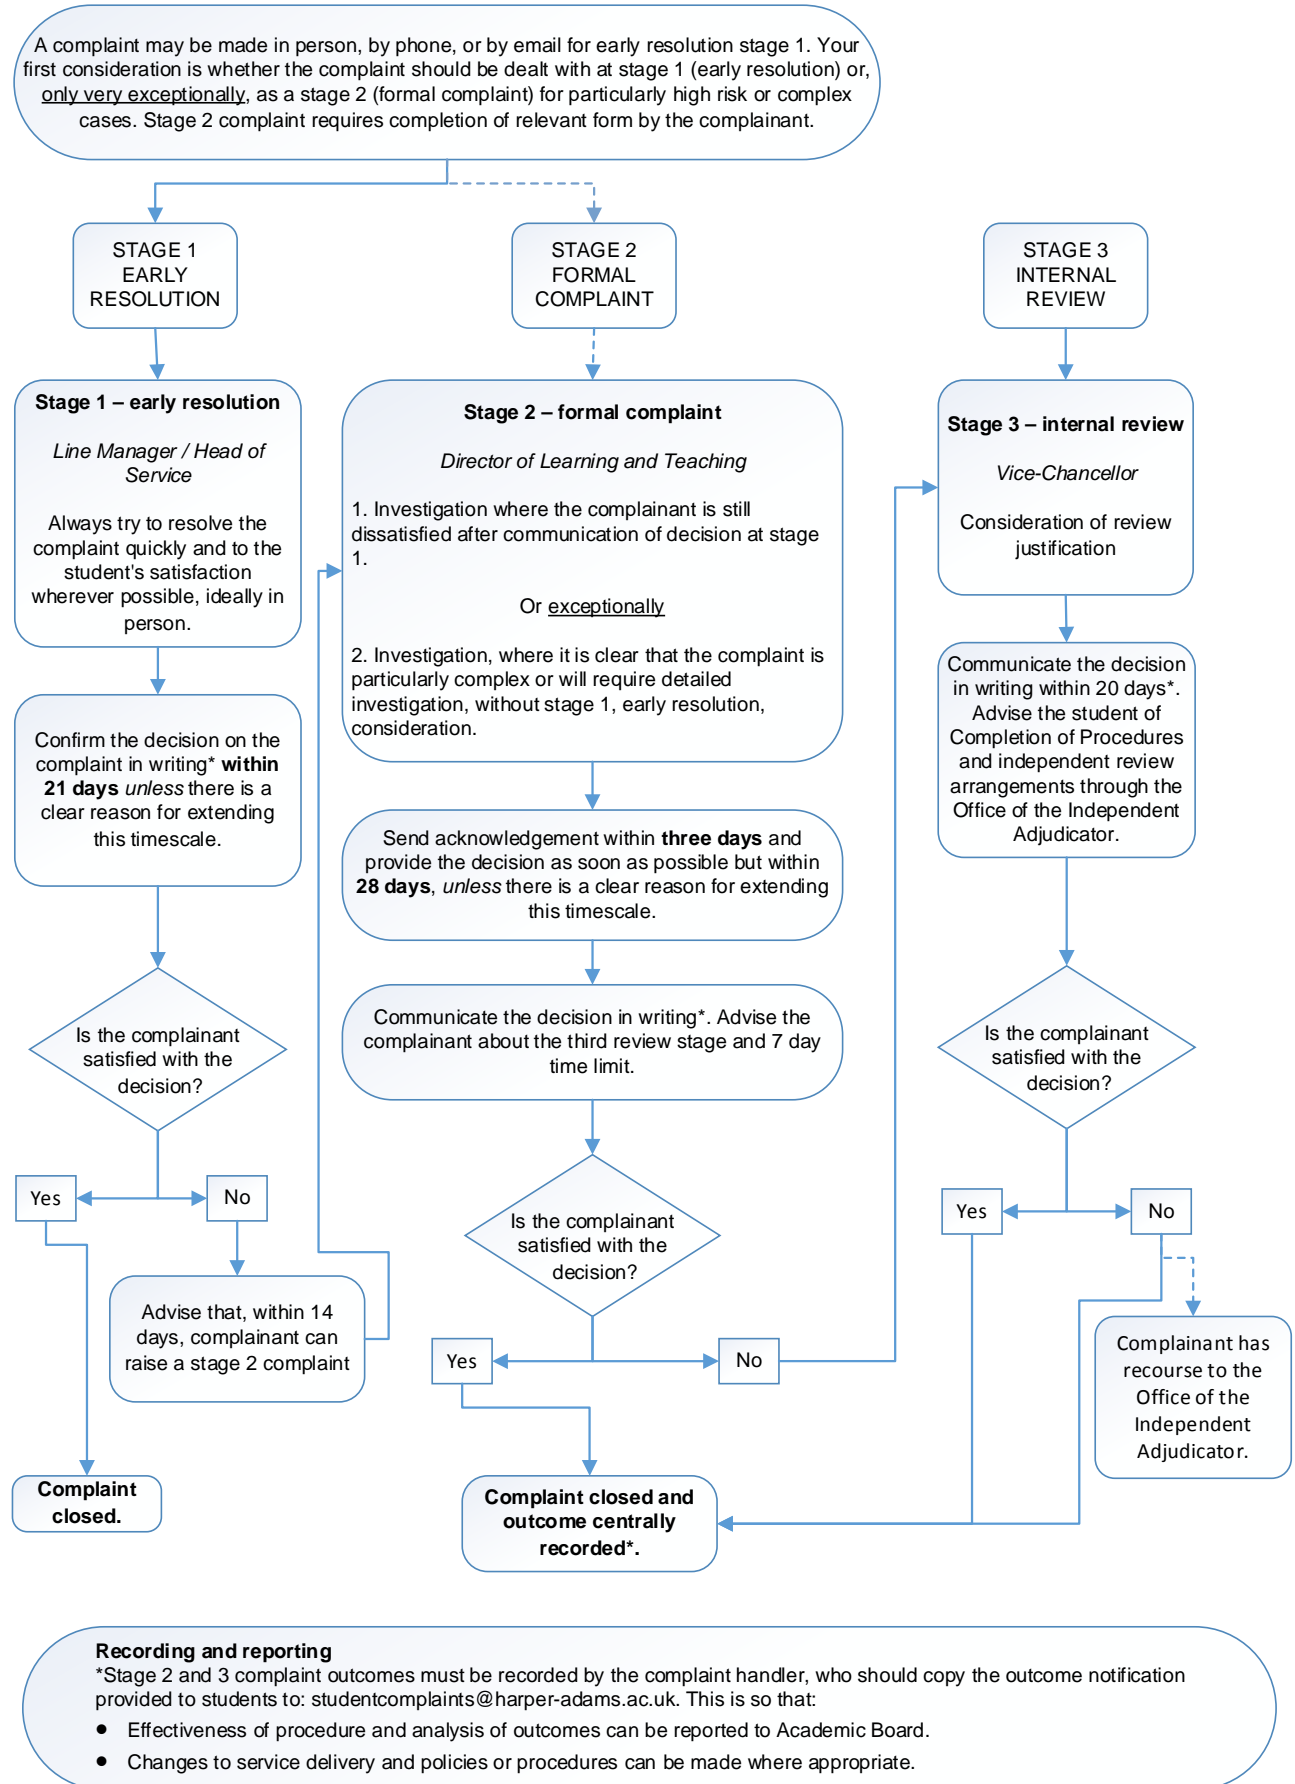 A complaint may be made in person, by phone, or by email for early resolution stage 1. Your
first consideration is whether the complaint should be dealt with at stage 1 (early resolution) or,
only very exceptionally, as a stage 2 (formal complaint) for particularly high risk or complex
cases. Stage 2 complaint requires completion of relevant form by the complainant.
STAGE 1
EARLY
RESOLUTION
STAGE 2
FORMAL
COMPLAINT
STAGE 3
INTERNAL
REVIEW
Stage 1 – early resolution
Line Manager / Head of
Service
Always try to resolve the
complaint quickly and to the
student's satisfaction
wherever possible, ideally in
person.
Stage 2 – formal complaint
Director of Learning and Teaching
1. Investigation where the complainant is still
dissatisfied after communication of decision at stage
1.
Or exceptionally
2. Investigation, where it is clear that the complaint is
particularly complex or will require detailed
investigation, without stage 1, early resolution,
consideration.
Stage 3 – internal review
Vice-Chancellor
Consideration of review
justification
Confirm the decision on the
complaint in writing* within
21 days unless there is a
clear reason for extending
this timescale.
Send acknowledgement within three days and
provide the decision as soon as possible but within
28 days, unless there is a clear reason for extending
this timescale.
Communicate the decision
in writing within 20 days*.
Advise the student of
Completion of Procedures
and independent review
arrangements through the
Office of the Independent
Adjudicator.
Communicate the decision in writing*. Advise the
complainant about the third review stage and 7 day
time limit.
Is the complainant
satisfied with the
decision?
Is the complainant
satisfied with the
decision?
Is the complainant
satisfied with the
decision?
Yes
No
Advise that, within 14
days, complainant can
raise a stage 2 complaint
Yes
No
Yes
No
Complainant has
recourse to the
Office of the
Independent
Adjudicator.
Complaint
closed.
Complaint closed and
outcome centrally
recorded*.
Recording and reporting
*Stage 2 and 3 complaint outcomes must be recorded by the complaint handler, who should copy the outcome notification
provided to students to: studentcomplaints@harper-adams.ac.uk. This is so that:
● Effectiveness of procedure and analysis of outcomes can be reported to Academic Board.
● Changes to service delivery and policies or procedures can be made where appropriate.